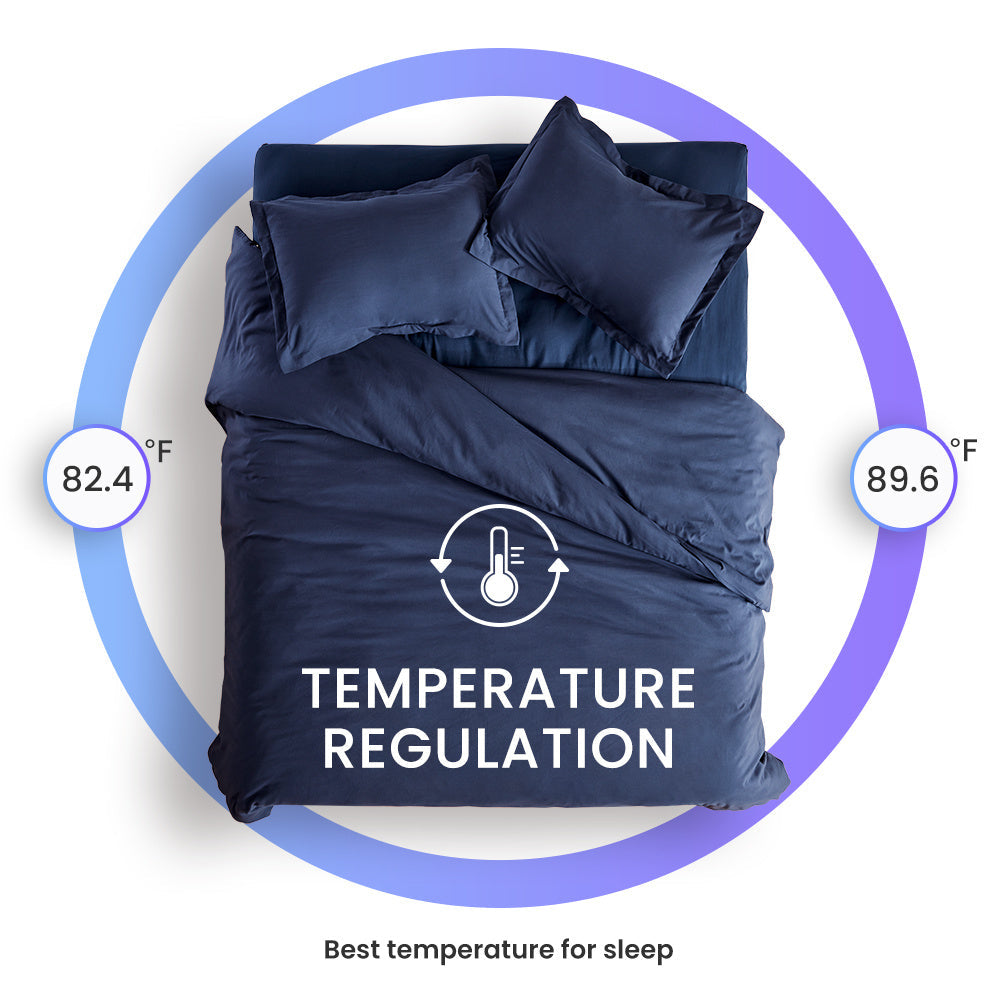 82.4 °F
89.6 °F
TEMPERATURE
REGULATION
Best temperature for sleep